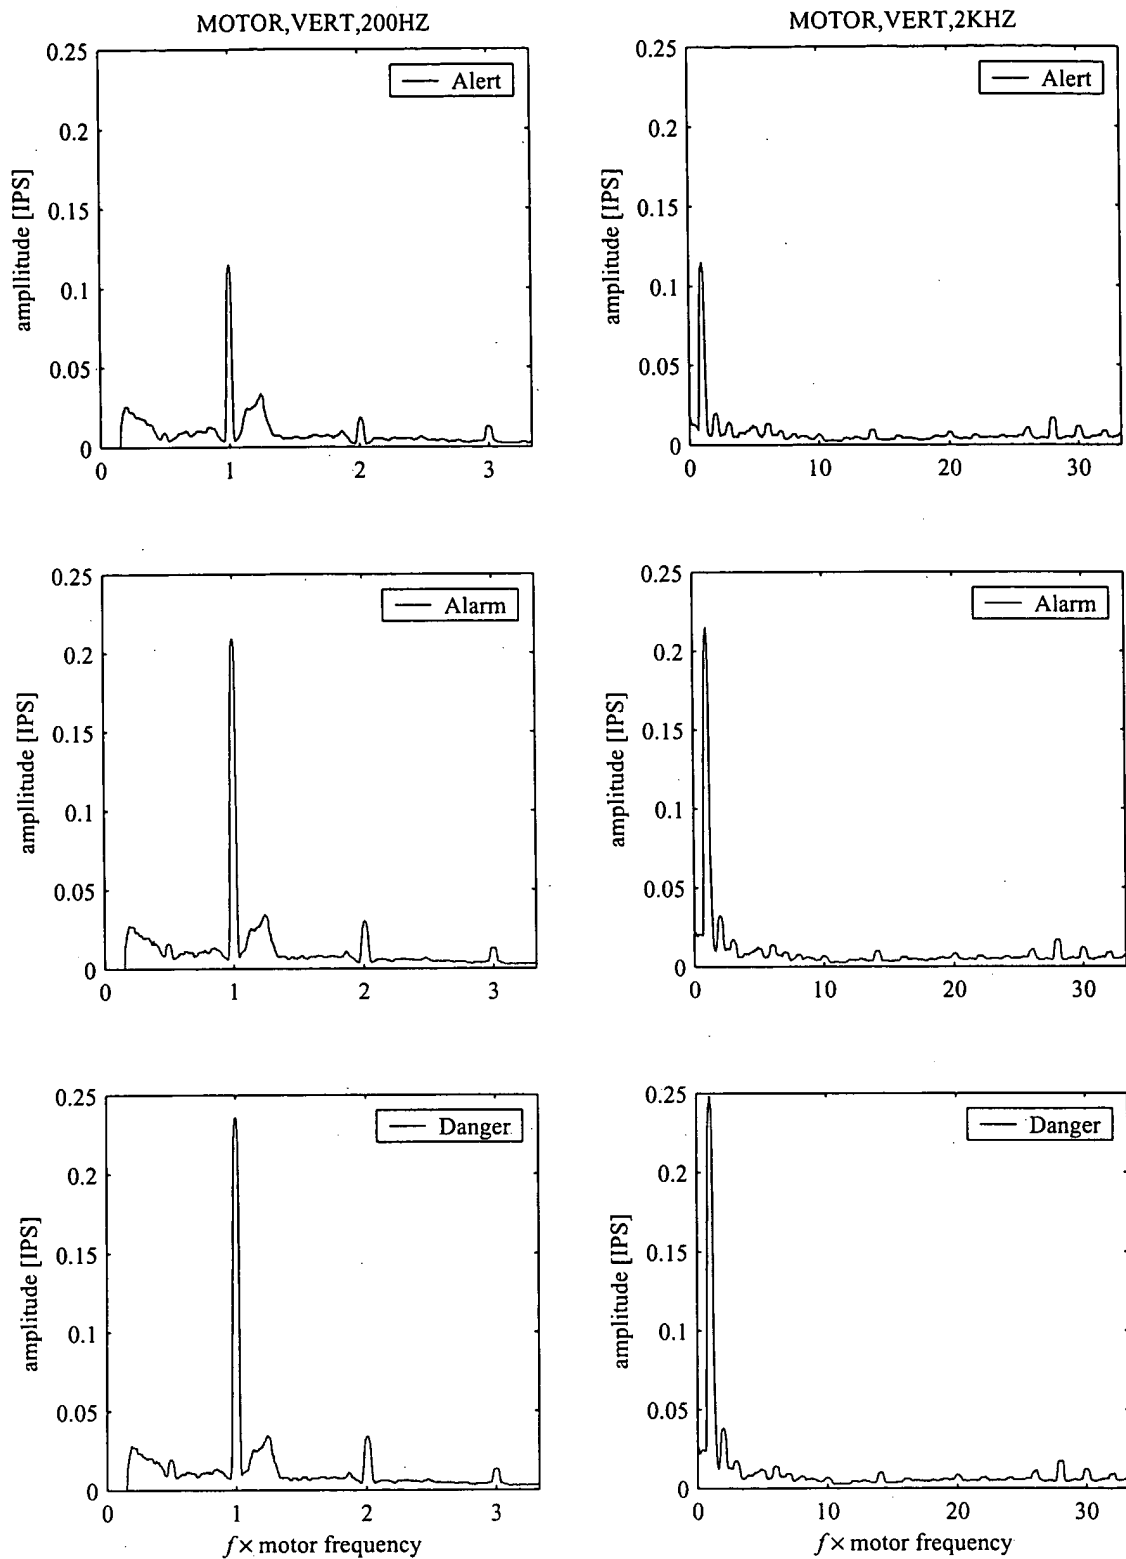 MOTOR,VERT,200HZ
0.25
0.2
0.15
0.1
0.05
0
ampllitude [IPS]
Alert
0 1 2 3
MOTOR,VERT,2KHZ
0.25
0.2
0.15
0.1
0.05
0
amplitude [IPS]
Alert
0 10 20 30
0.25
0.2
0.15
0.1
0.05
0
ampllitude [IPS]
Alarm
0 1 2 3
0.25
0.2
0.15
0.1
0.05
0
amplitude [IPS]
Alarm
0 10 20 30
0.25
0.2
0.15
0.1
0.05
0
amplitude [IPS]
Danger
0 1 2 3
f× motor frequency
0.25
0.2
0.15
0.1
0.05
0
amplitude [IPS]
Danger
0 10 20 30
f× motor frequency